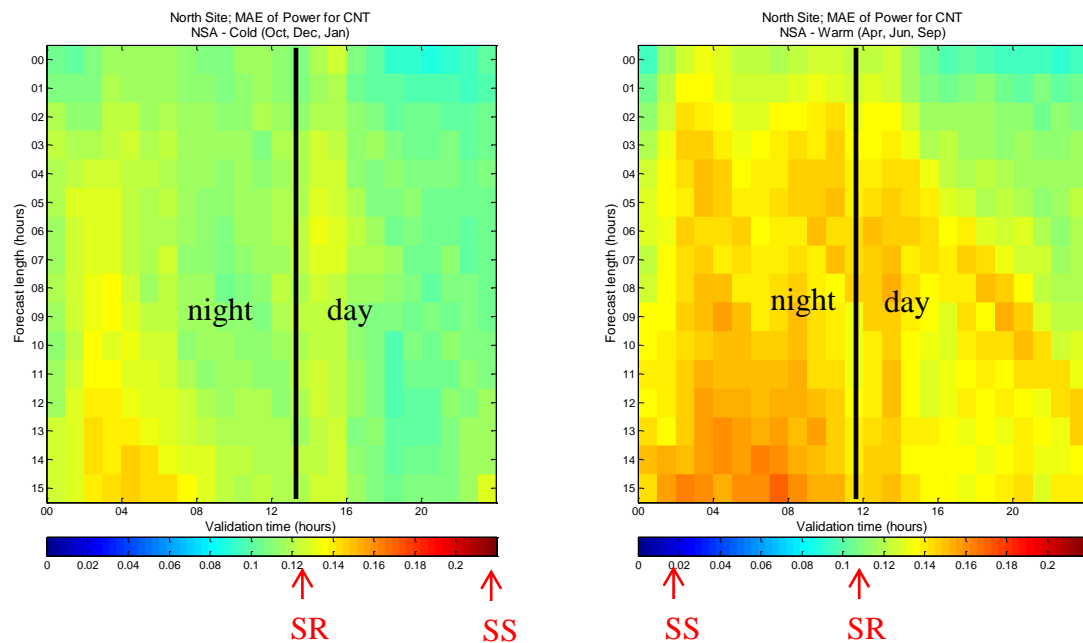 North Site; MAE of Power for CNT
NSA - Cold (Oct, Dec, Jan)
00
01
02
03
04
05
06
07
08
09
10
11
12
13
14
15
Forecast length (hours)
night
day
00 04 08 12 16 20
Validation time (hours)
0 0.02 0.04 0.06 0.08 0.1 0.12 0.14 0.16 0.18 0.2
SR
SS
North Site; MAE of Power for CNT
NSA - Warm (Apr, Jun, Sep)
00
01
02
03
04
05
06
07
08
09
10
11
12
13
14
15
Forecast length (hours)
night
day
00 04 08 12 16 20
Validation time (hours)
0 0.02 0.04 0.06 0.08 0.1 0.12 0.14 0.16 0.18 0.2
SS
SR